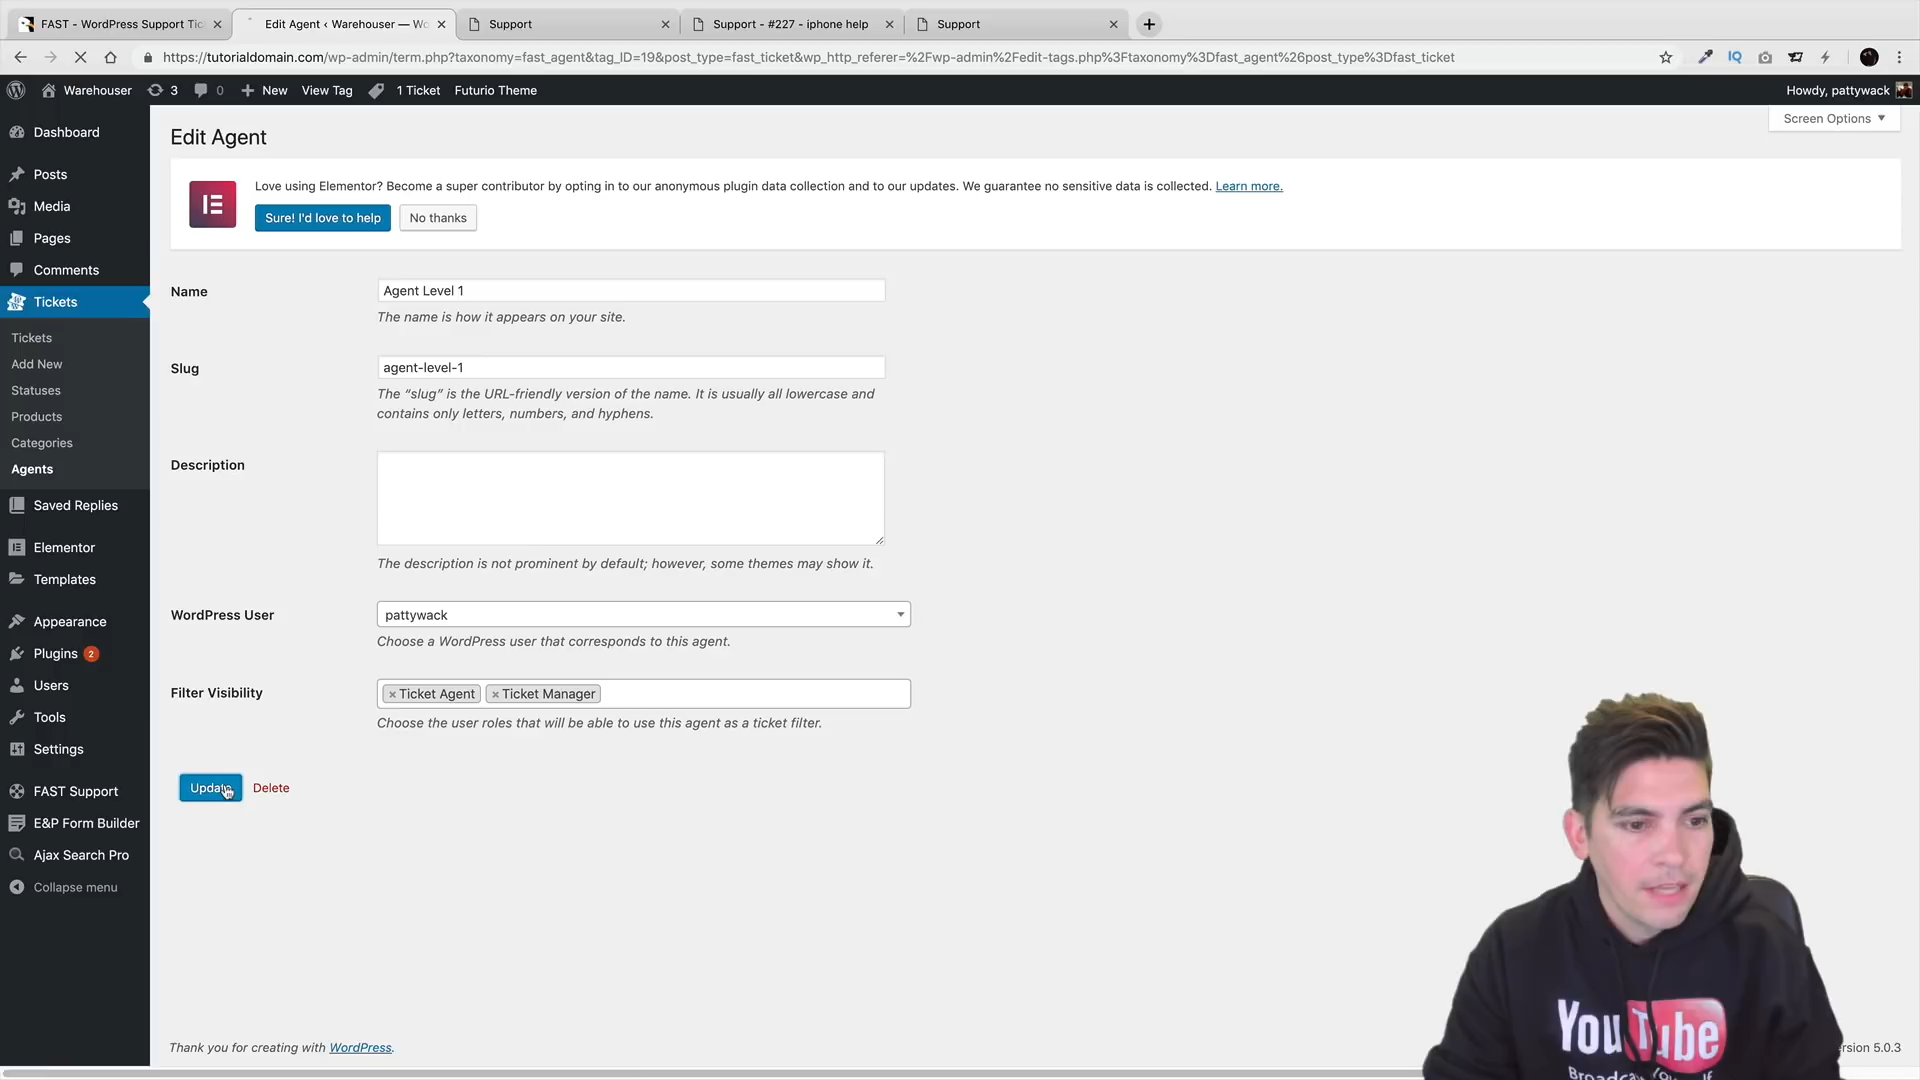 FAST - WordPress Support Tic
Edit Agent ‹ Warehouser — Wo
Support
Support - #227 - iphone help
Support
https://tutorialdomain.com/wp-admin/term.php?taxonomy=fast_agent&tag_ID=19&post_type=fast_ticket&wp_http_referer=%2Fwp-admin%2Fedit-tags.php%3Ftaxonomy%3Dfast_agent%26post_type%3Dfast_ticket
IQ
Warehouser
3
0
New
View Tag
1 Ticket
Futurio Theme
Howdy, pattywack
Screen Options
Dashboard
Posts
Media
Pages
Comments
Tickets
Tickets
Add New
Statuses
Products
Categories
Agents
Saved Replies
Elementor
Templates
Appearance
Plugins 2
Users
Tools
Settings
FAST Support
E&P Form Builder
Ajax Search Pro
Collapse menu
Edit Agent
Love using Elementor? Become a super contributor by opting in to our anonymous plugin data collection and to our updates. We guarantee no sensitive data is collected. Learn more.
Sure! I'd love to help
No thanks
Name
Agent Level 1
The name is how it appears on your site.
Slug
agent-level-1
The “slug” is the URL-friendly version of the name. It is usually all lowercase and
contains only letters, numbers, and hyphens.
Description
The description is not prominent by default; however, some themes may show it.
WordPress User
pattywack
Choose a WordPress user that corresponds to this agent.
Filter Visibility
× Ticket Agent
× Ticket Manager
Choose the user roles that will be able to use this agent as a ticket filter.
Update
Delete
Thank you for creating with WordPress.
ersion 5.0.3
YouTube
Broadcast